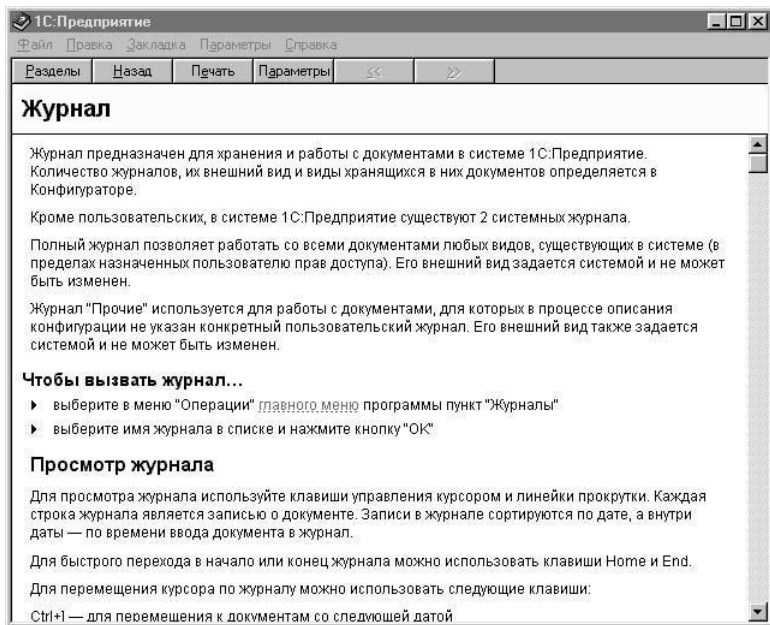 1С:Предприятие
Файл Правка Закладка Параметры Справка
Разделы Назад Печать Параметры << >>
Журнал
Журнал предназначен для хранения и работы с документами в системе 1С:Предприятие.
Количество журналов, их внешний вид и виды хранящихся в них документов определяется в
Конфигураторе.
Кроме пользовательских, в системе 1С:Предприятие существуют 2 системных журнала.
Полный журнал позволяет работать со всеми документами любых видов, существующих в системе (в
пределах назначенных пользователю прав доступа). Его внешний вид задается системой и не может
быть изменен.
Журнал "Прочие" используется для работы с документами, для которых в процессе описания
конфигурации не указан конкретный пользовательский журнал. Его внешний вид также задается
системой и не может быть изменен.
Чтобы вызвать журнал...
выберите в меню "Операции" главного меню программы пункт "Журналы"
выберите имя журнала в списке и нажмите кнопку "OK"
Просмотр журнала
Для просмотра журнала используйте клавиши управления курсором и линейки прокрутки. Каждая
строка журнала является записью о документе. Записи в журнале сортируются по дате, а внутри
даты — по времени ввода документа в журнал.
Для быстрого перехода в начало или конец журнала можно использовать клавиши Home и End.
Для перемещения курсора по журналу можно использовать следующие клавиши:
Ctrl+] — для перемещения к документам со следующей датой